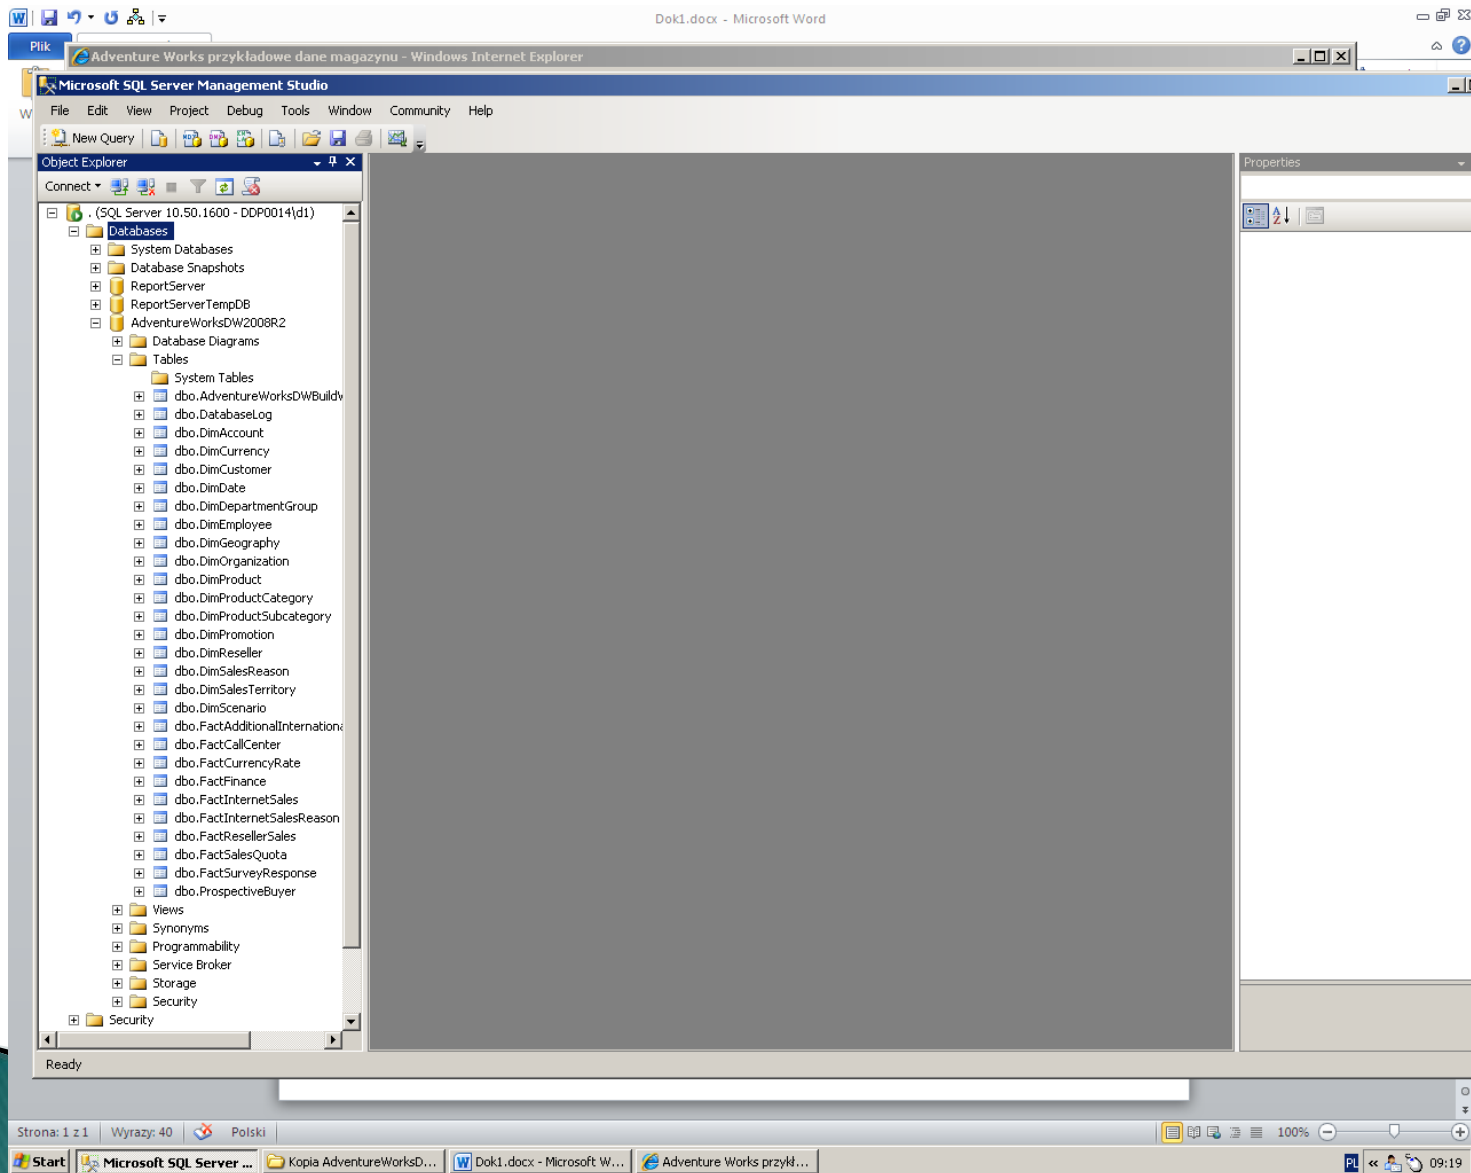 Dok1.docx - Microsoft Word
Plik
Adventure Works przykładowe dane magazynu - Windows Internet Explorer
Microsoft SQL Server Management Studio
File Edit View Project Debug Tools Window Community Help
New Query
Object Explorer
Properties
Connect
. (SQL Server 10.50.1600 - DDP0014\d1)
Databases
System Databases
Database Snapshots
ReportServer
ReportServerTempDB
AdventureWorksDW2008R2
Database Diagrams
Tables
System Tables
dbo.AdventureWorksDWBuildV
dbo.DatabaseLog
dbo.DimAccount
dbo.DimCurrency
dbo.DimCustomer
dbo.DimDate
dbo.DimDepartmentGroup
dbo.DimEmployee
dbo.DimGeography
dbo.DimOrganization
dbo.DimProduct
dbo.DimProductCategory
dbo.DimProductSubcategory
dbo.DimPromotion
dbo.DimReseller
dbo.DimSalesReason
dbo.DimSalesTerritory
dbo.DimScenario
dbo.FactAdditionalInternationa
dbo.FactCallCenter
dbo.FactCurrencyRate
dbo.FactFinance
dbo.FactInternetSales
dbo.FactInternetSalesReason
dbo.FactResellerSales
dbo.FactSalesQuota
dbo.FactSurveyResponse
dbo.ProspectiveBuyer
Views
Synonyms
Programmability
Service Broker
Storage
Security
Security
Ready
Strona: 1 z 1 Wyrazy: 40 Polski 100%
Start Microsoft SQL Server ... Kopia AdventureWorksD... Dok1.docx - Microsoft W... Adventure Works przykł... PL 09:19